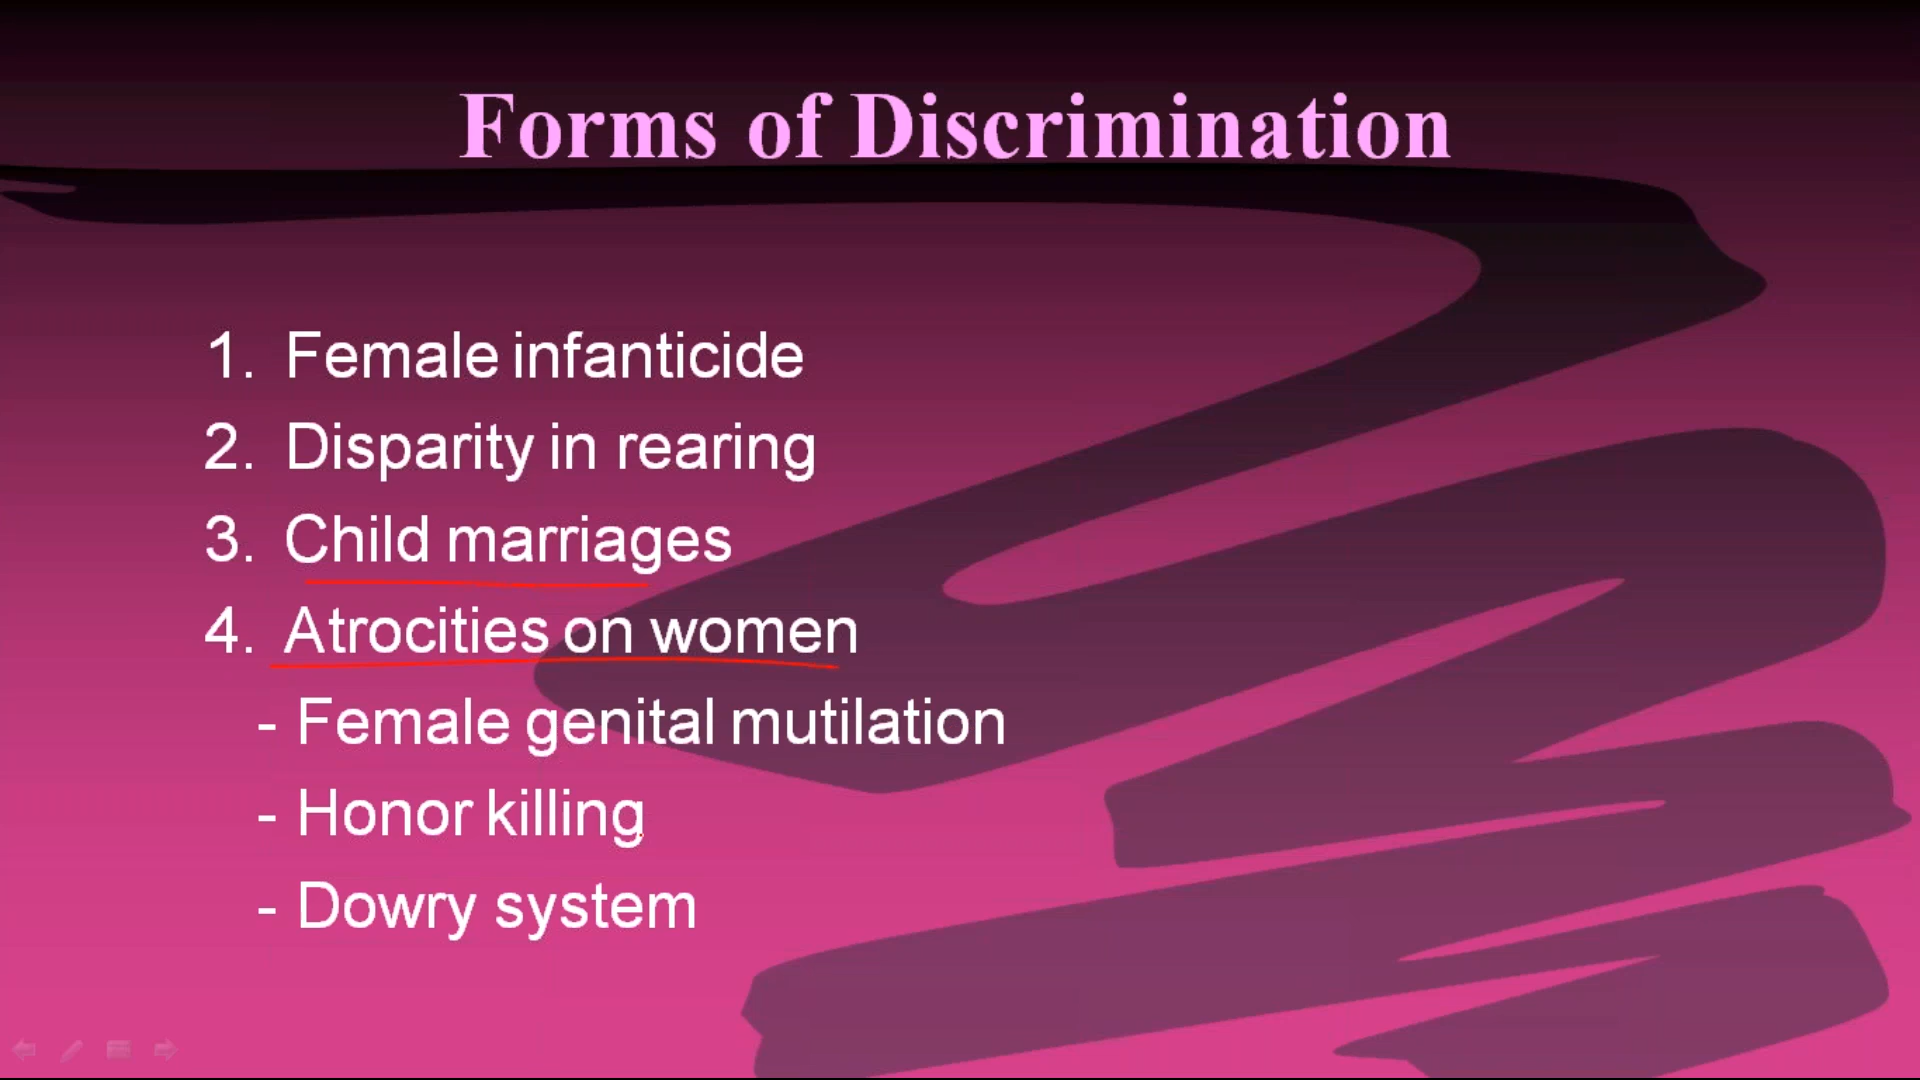 Forms of Discrimination
1. Female infanticide
2. Disparity in rearing
3. Child marriages
4. Atrocities on women
- Female genital mutilation
- Honor killing
- Dowry system